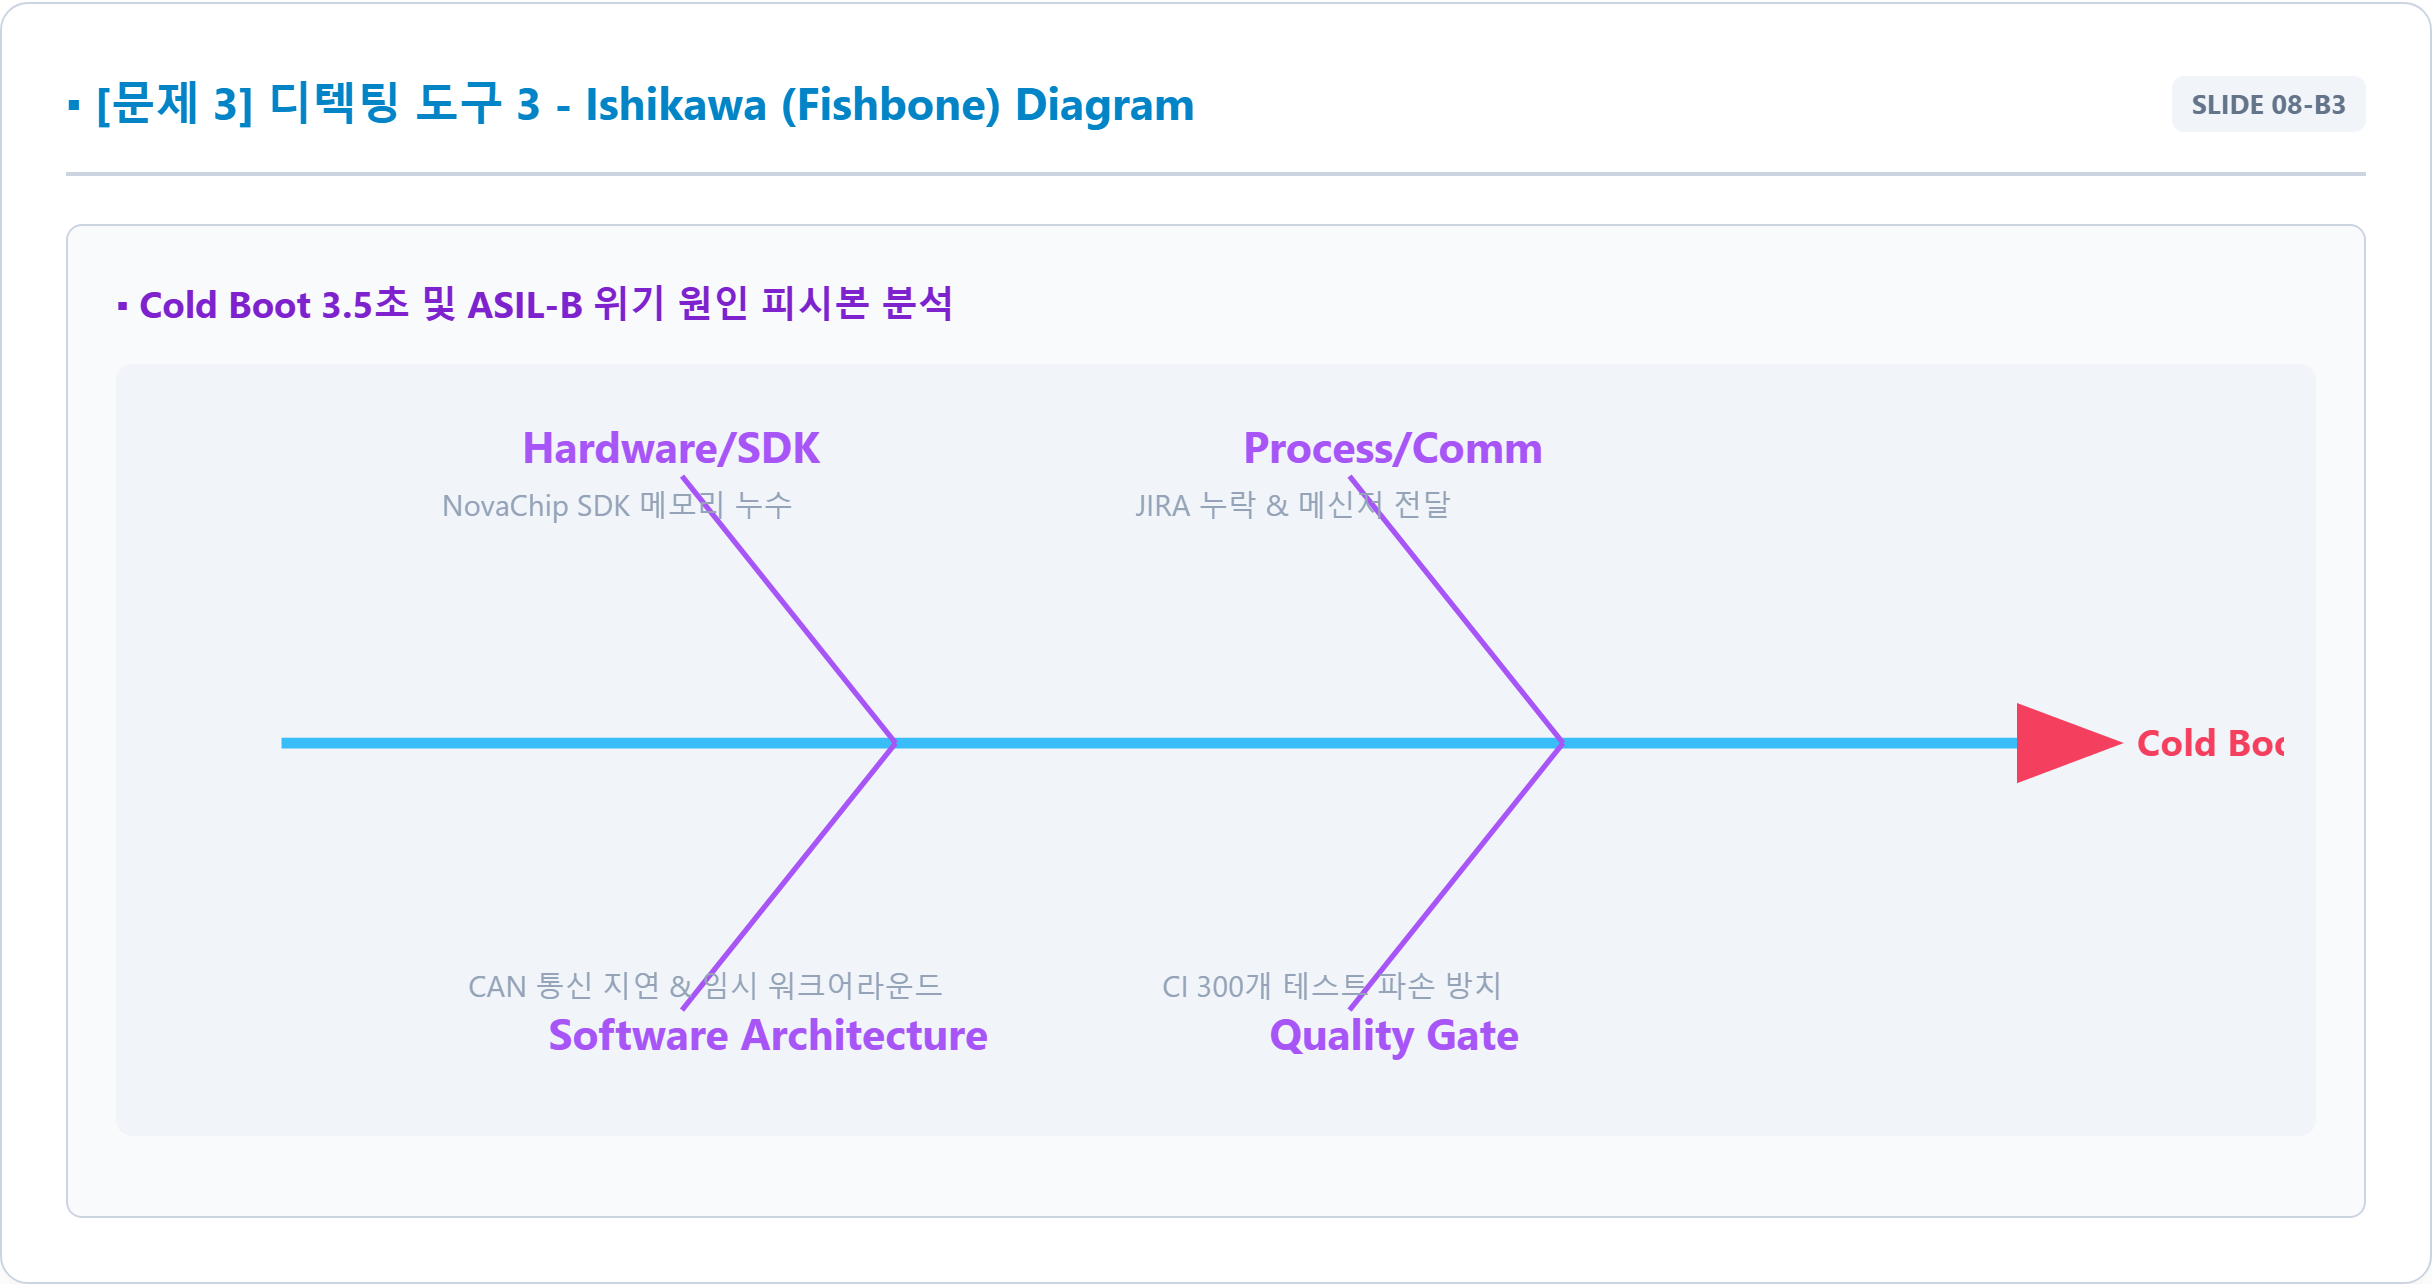 ▪ [문제 3] 디텍팅 도구 3 - Ishikawa (Fishbone) Diagram
SLIDE 08-B3
▪ Cold Boot 3.5초 및 ASIL-B 위기 원인 피시본 분석
Hardware/SDK
NovaChip SDK 메모리 누수
Process/Comm
JIRA 누락 & 메신저 전달
Cold
CAN 통신 지연 & 임시 워크어라운드
Software Architecture
CI 300개 테스트 파손 방치
Quality Gate